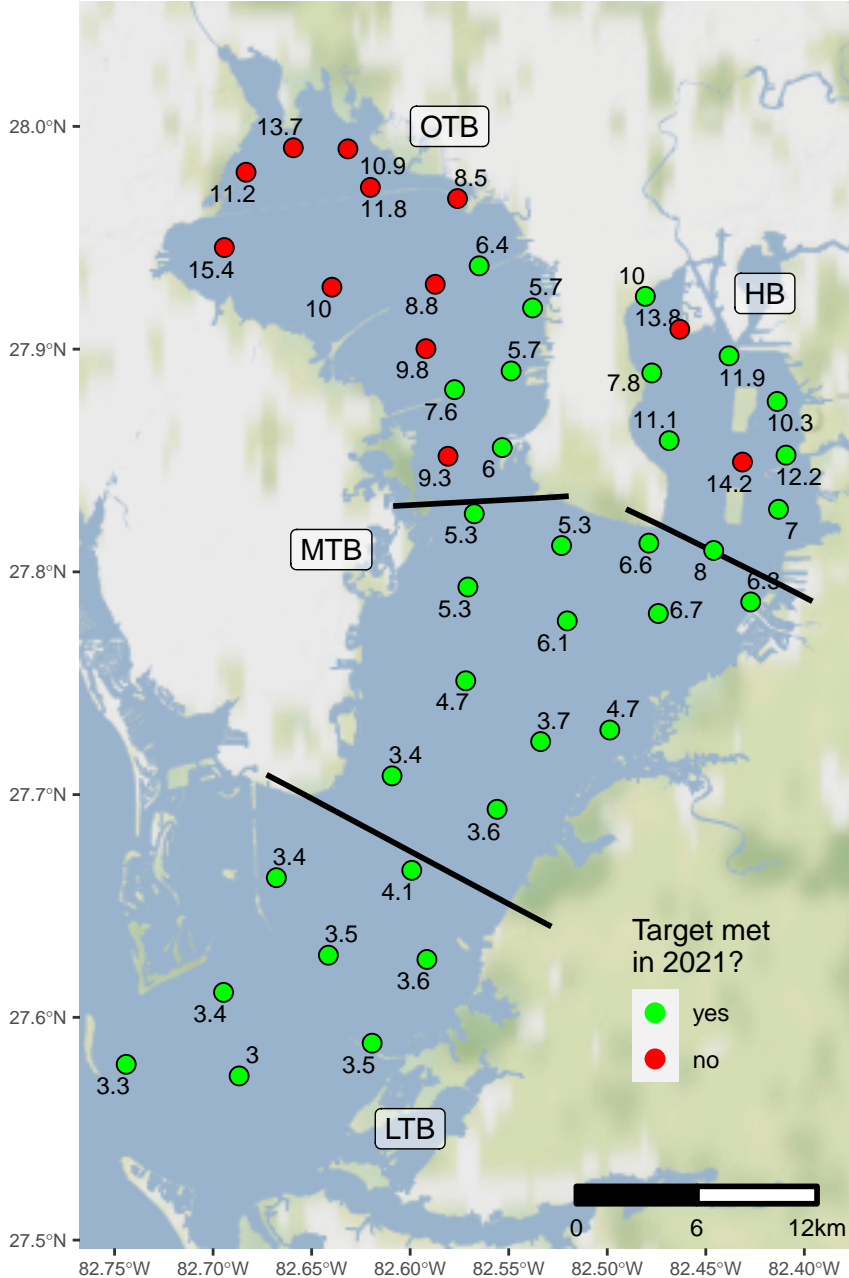 28.0°N
27.9°N
27.8°N
27.7°N
27.6°N
27.5°N
OTB
13.7
10.9
11.2
11.8
8.5
15.4
6.4
10
8.8
5.7
10
HB
13.8
9.8
5.7
11.9
7.8
7.6
10.3
11.1
9.3
6
14.2
12.2
5.3
5.3
7
MTB
6.6
8
6.3
5.3
6.1
6.7
4.7
3.7
4.7
3.4
3.6
3.4
4.1
3.5
3.6
Target met
in 2021?
3.4
yes
3.5
3
3.3
no
LTB
0 6 12km
82.75°W 82.70°W 82.65°W 82.60°W 82.55°W 82.50°W 82.45°W 82.40°W